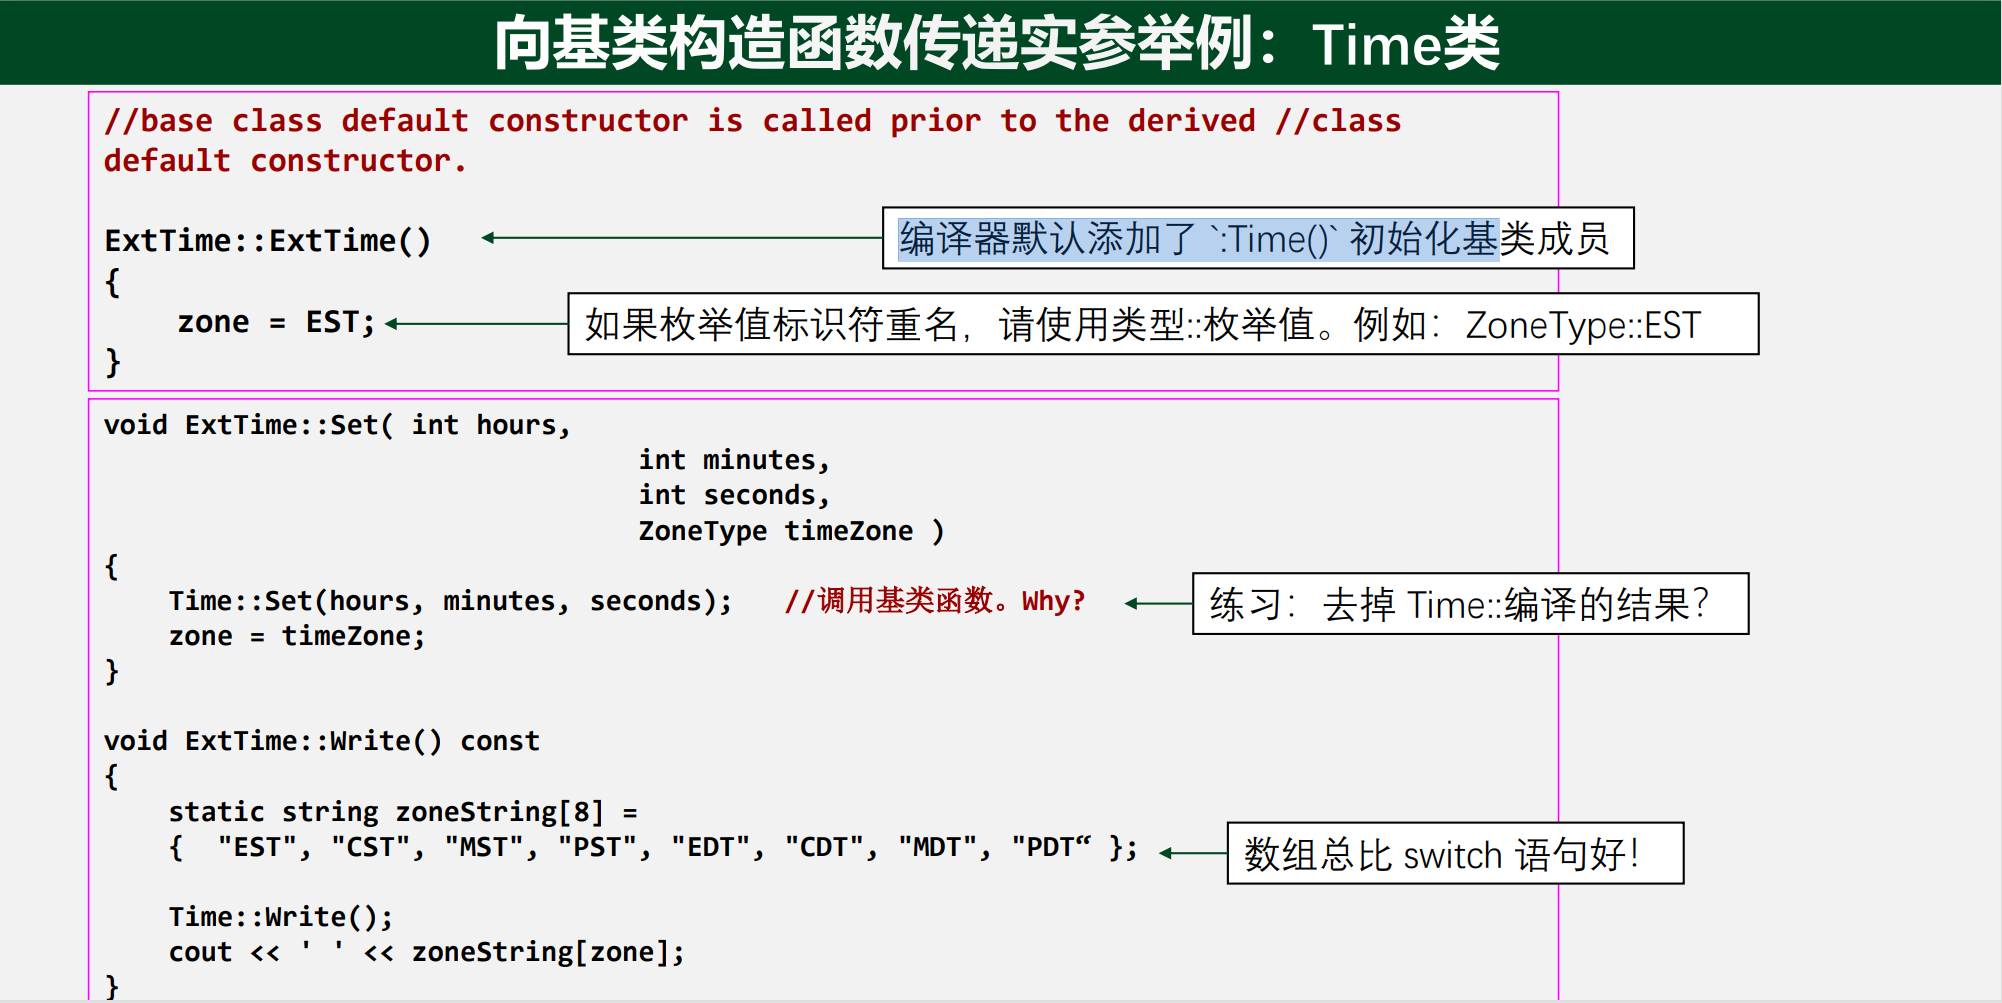 向基类构造函数传递实参举例：Time类
//base class default constructor is called prior to the derived //class
default constructor.
ExtTime::ExtTime()
编译器默认添加了 `:Time()` 初始化基类成员
{
zone = EST;
如果枚举值标识符重名，请使用类型::枚举值。例如：ZoneType::EST
}
void ExtTime::Set( int hours,
int minutes,
int seconds,
ZoneType timeZone )
{
Time::Set(hours, minutes, seconds);   //调用基类函数。Why?
练习：去掉 Time::编译的结果？
zone = timeZone;
}
void ExtTime::Write() const
{
static string zoneString[8] =
{  "EST", "CST", "MST", "PST", "EDT", "CDT", "MDT", "PDT“ };
数组总比 switch 语句好！
Time::Write();
cout << ' ' << zoneString[zone];
}